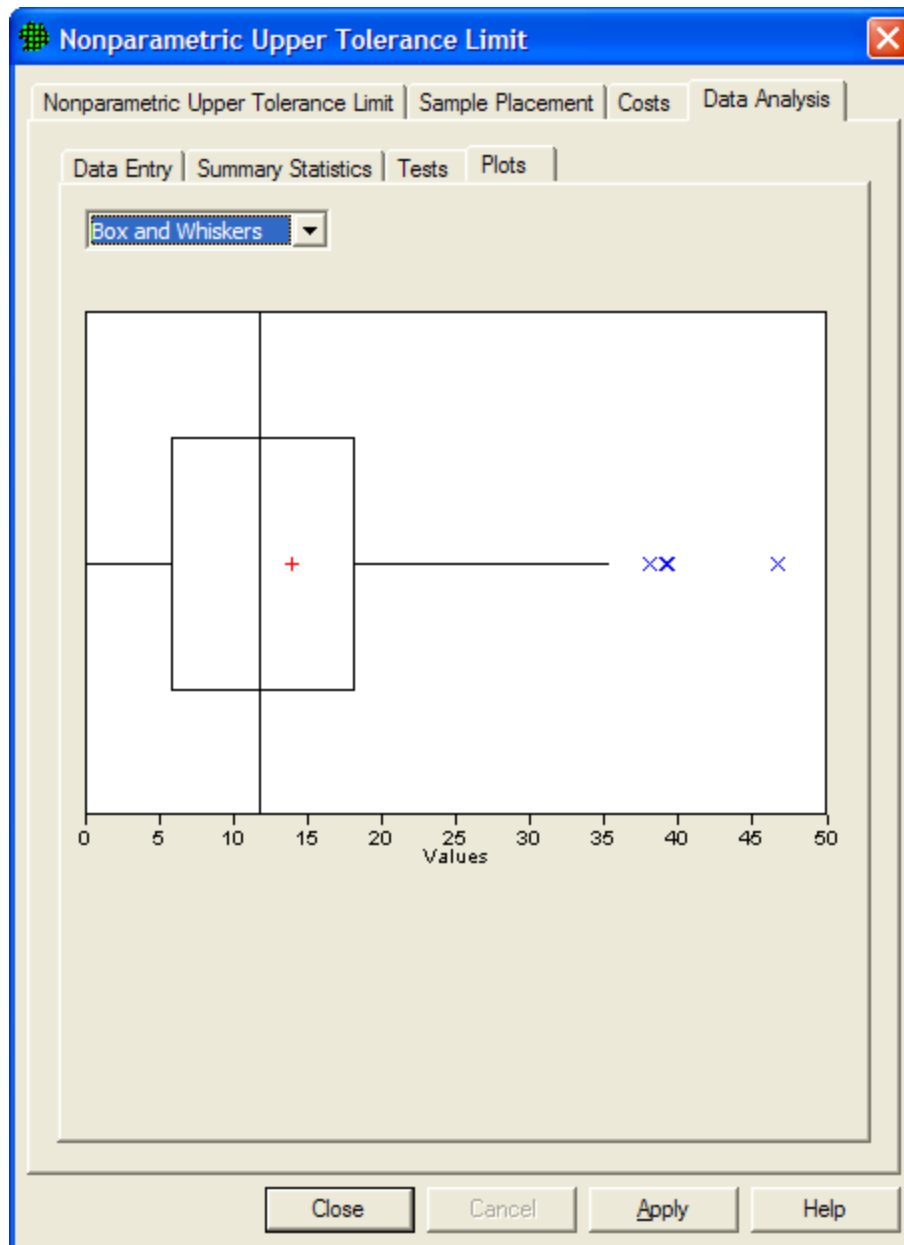 Nonparametric Upper Tolerance Limit
Nonparametric Upper Tolerance Limit Sample Placement Costs Data Analysis
Data Entry Summary Statistics Tests Plots
Box and Whiskers
0 5 10 15 20 25 30 35 40 45 50
Values
Close Cancel Apply Help